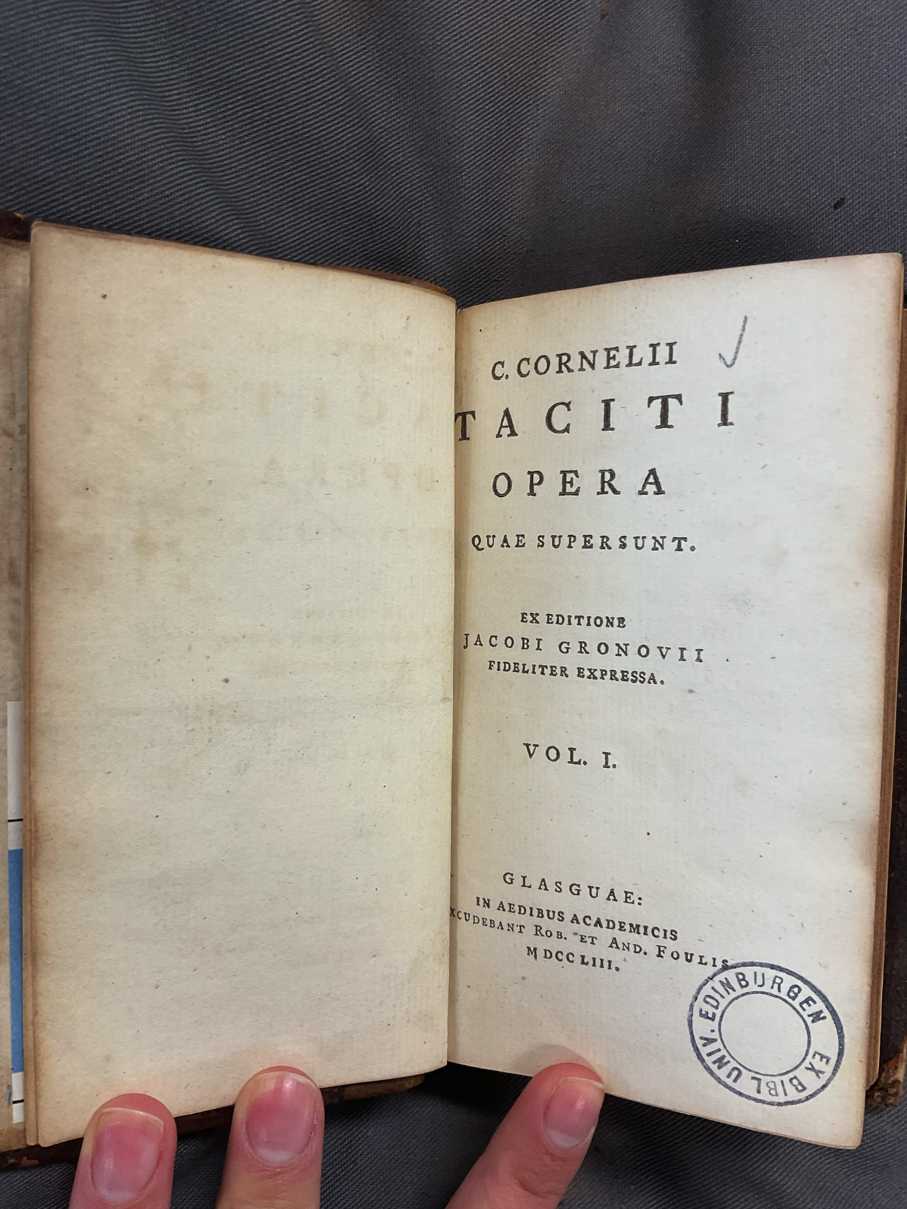 C. CORNELII
TACITI
OPERA
QUAE SUPERSUNT.
EX EDITIONE
JACOBI GRONOVII
FIDELITER EXPRESSA.
VOL. I.
GLASGUAE:
IN AEDIBUS ACADEMICIS
XCUDEBANT ROB. ET AND. FOULIS
MDCCLIII.
EX BIBL UNIV. EDINBURGEN